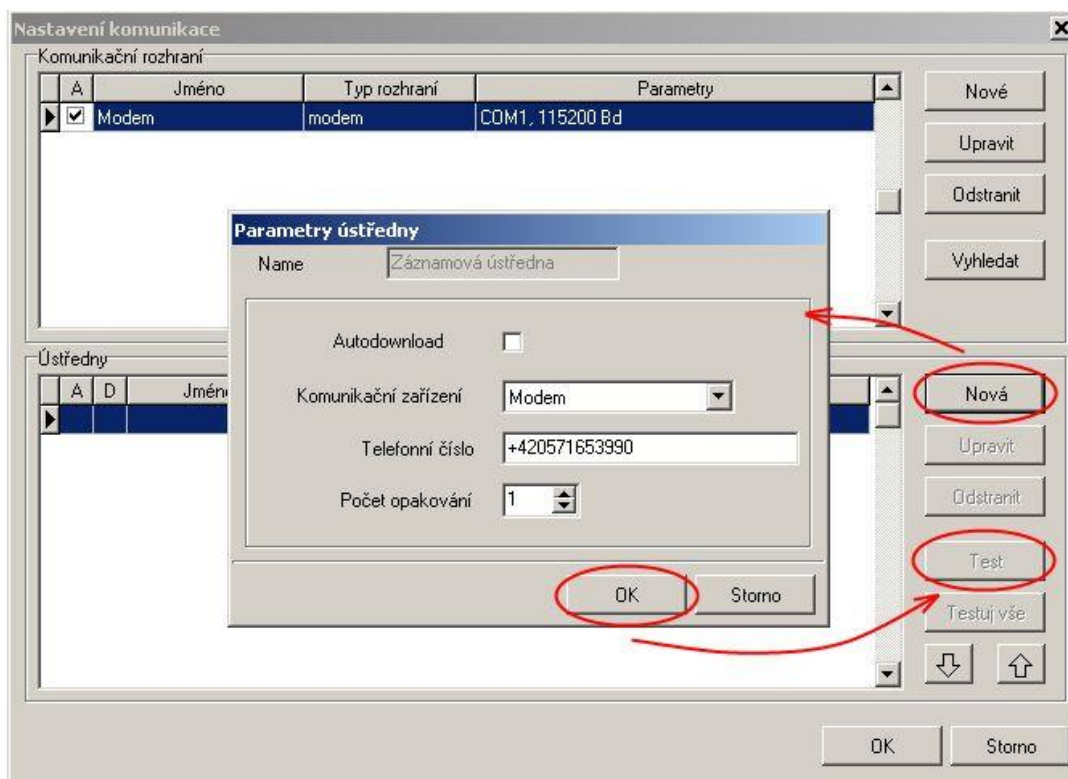 Nastavení komunikace
Komunikační rozhraní
A Jméno Typ rozhraní Parametry
Modem modem COM1, 115200 Bd
Nové
Upravit
Odstranit
Vyhledat
Parametry ústředny
Name Záznamová ústředna
Autodownload
Komunikační zařízení Modem
Telefonní číslo +420571653990
Počet opakování 1
OK Storno
Ústředny
A D
Nová
Upravit
Odstranit
Test
Testuj vše
OK Storno